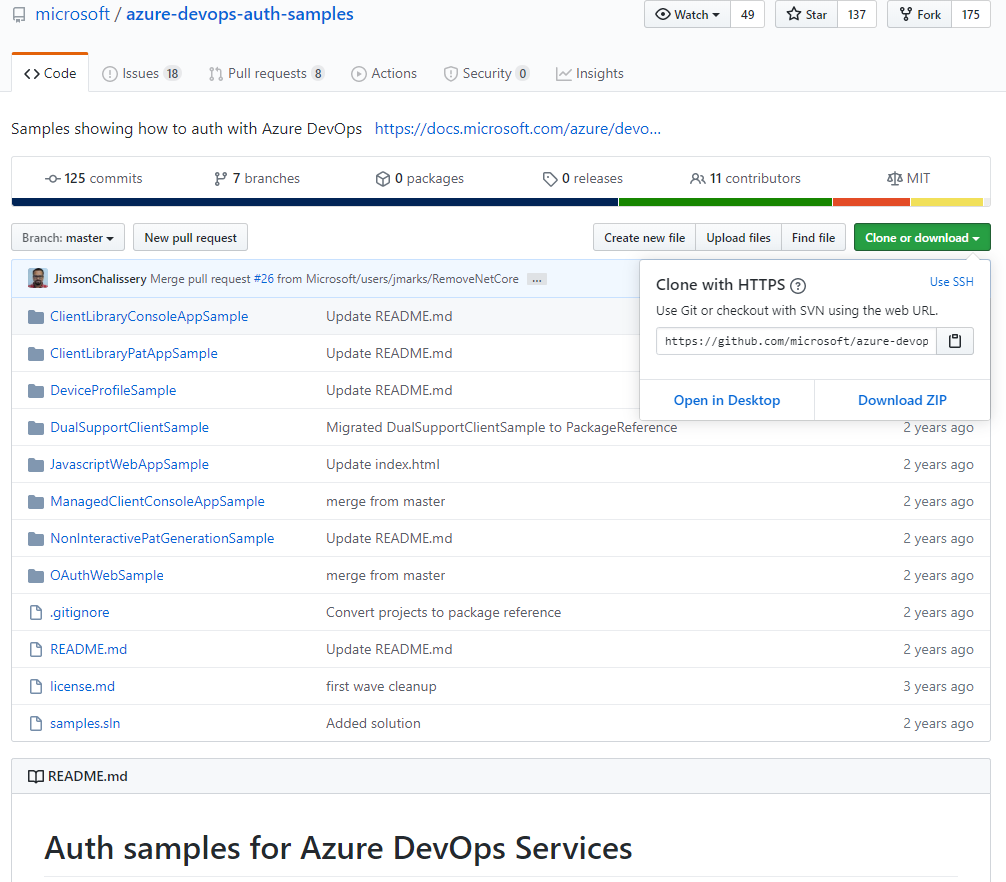 microsoft / azure-devops-auth-samples
Watch 49 Star 137 Fork 175
Code Issues 18 Pull requests 8 Actions Security 0 Insights
Samples showing how to auth with Azure DevOps https://docs.microsoft.com/azure/devo...
125 commits 7 branches 0 packages 0 releases 11 contributors MIT
Branch: master New pull request Create new file Upload files Find file Clone or download
JimsonChalissery Merge pull request #26 from Microsoft/users/jmarks/RemoveNetCore ...
Clone with HTTPS ? Use SSH
Use Git or checkout with SVN using the web URL.
https://github.com/microsoft/azure-devop
Open in Desktop Download ZIP
ClientLibraryConsoleAppSample Update README.md
ClientLibraryPatAppSample Update README.md
DeviceProfileSample Update README.md
DualSupportClientSample Migrated DualSupportClientSample to PackageReference 2 years ago
JavascriptWebAppSample Update index.html 2 years ago
ManagedClientConsoleAppSample merge from master 2 years ago
NonInteractivePatGenerationSample Update README.md 2 years ago
OAuthWebSample merge from master 2 years ago
.gitignore Convert projects to package reference 2 years ago
README.md Update README.md 2 years ago
license.md first wave cleanup 3 years ago
samples.sln Added solution 2 years ago
README.md
Auth samples for Azure DevOps Services